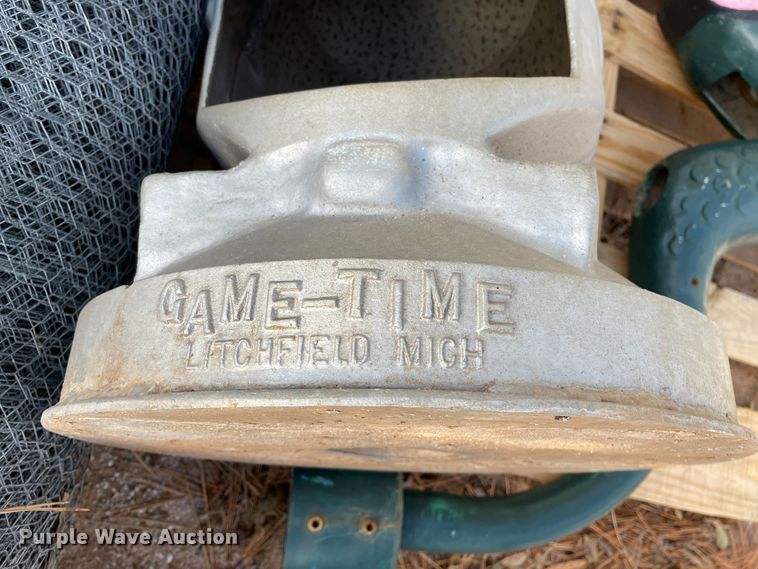 GAME-TIME
LITCHFIELD MICH
Purple Wave Auction